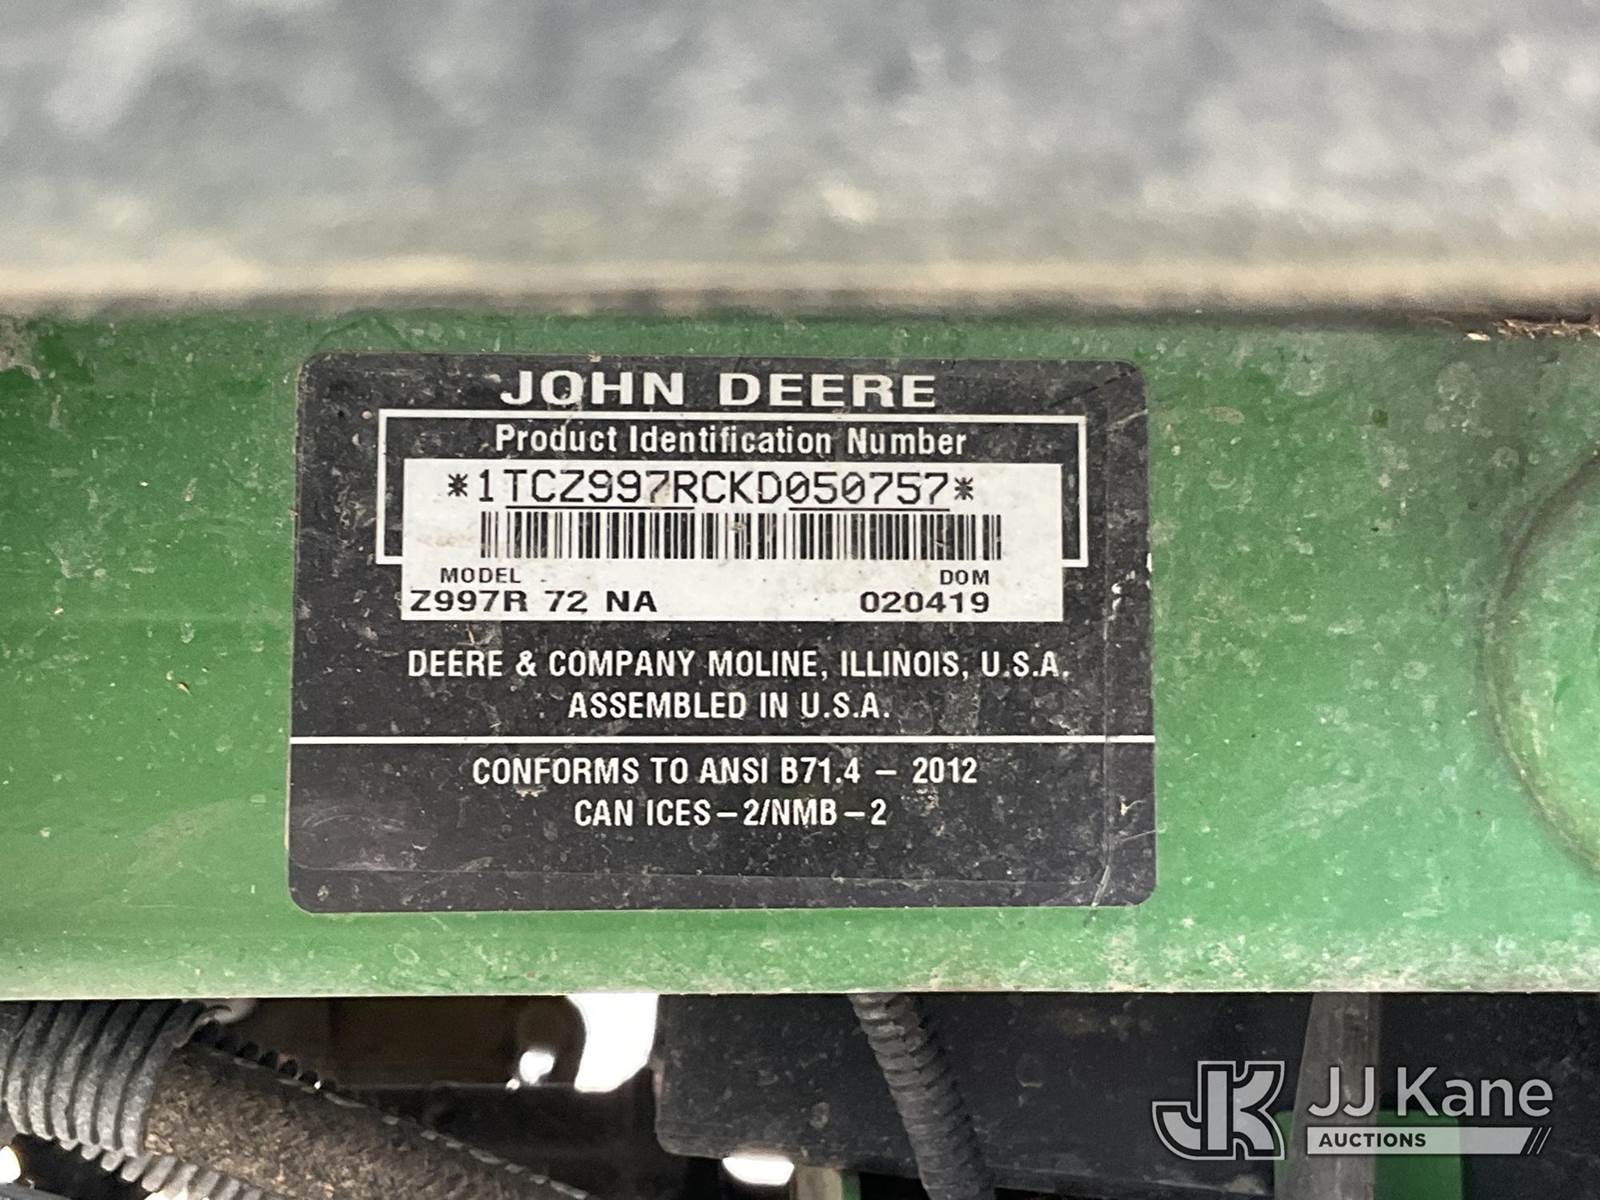 JOHN DEERE
Product Identification Number
*1TCZ997RCKD050757*
MODEL DOM
Z997R 72 NA 020419
DEERE & COMPANY MOLINE, ILLINOIS, U.S.A.
ASSEMBLED IN U.S.A.
CONFORMS TO ANSI B71.4 – 2012
CAN ICES–2/NMB–2
JK JJ Kane
AUCTIONS